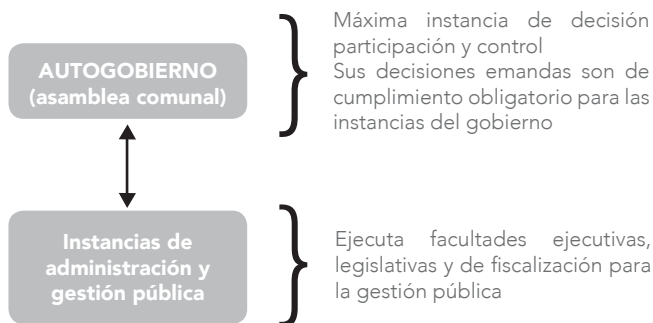 AUTOGOBIERNO
(asamblea comunal)
Máxima instancia de decisión
participación y control
Sus decisiones emandas son de
cumplimiento obligatorio para las
instancias del gobierno
Instancias de
administración y
gestión pública
Ejecuta facultades ejecutivas,
legislativas y de fiscalización para
la gestión pública